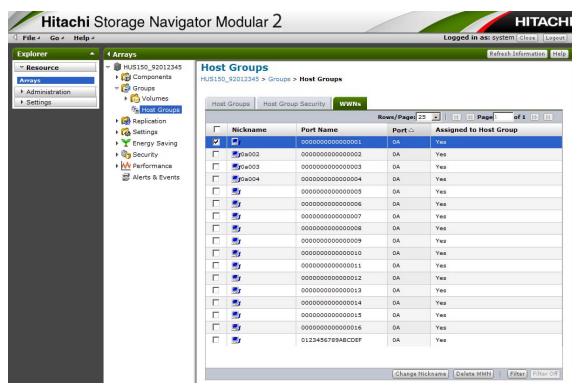 Hitachi Storage Navigator Modular 2
HITACHI
File Go Help
Logged in as: system Close Logout
Explorer
Resource
Arrays
Administration
Settings
Arrays
Refresh Information Help
HUS150_92012345
Components
Groups
Volumes
Host Groups
Replication
Settings
Energy Saving
Security
Performance
Alerts & Events
Host Groups
HUS150_92012345 > Groups > Host Groups
Host Groups Host Group Security WWNs
Rows/Page: 25 Page 1 of 1
Nickname Port Name Port Assigned to Host Group
0000000000000001 0A Yes
0a002 0000000000000002 0A Yes
0a003 0000000000000003 0A Yes
0a004 0000000000000004 0A Yes
0000000000000005 0A Yes
0000000000000006 0A Yes
0000000000000007 0A Yes
0000000000000008 0A Yes
0000000000000009 0A Yes
0000000000000010 0A Yes
0000000000000011 0A Yes
0000000000000012 0A Yes
0000000000000013 0A Yes
0000000000000014 0A Yes
0000000000000015 0A Yes
0000000000000016 0A Yes
0123456789ABCDEF 0A Yes
Change Nickname Delete WWN Filter Filter Off